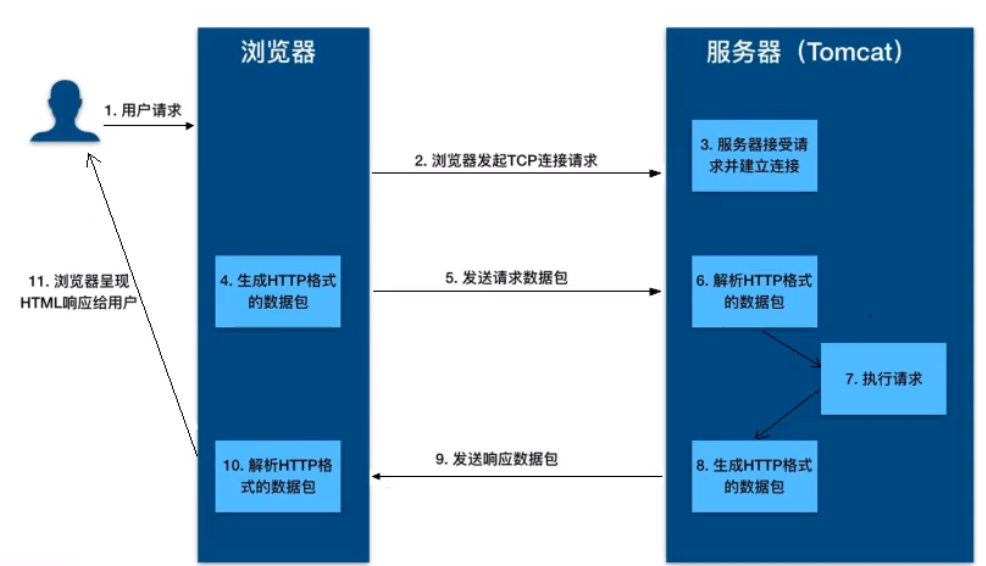 浏览器
服务器（Tomcat）
1. 用户请求
2. 浏览器发起TCP连接请求
3. 服务器接受请
求并建立连接
4. 生成HTTP格式
的数据包
5. 发送请求数据包
6. 解析HTTP格式
的数据包
7. 执行请求
8. 生成HTTP格式
的数据包
9. 发送响应数据包
10. 解析HTTP格
式的数据包
11. 浏览器呈现
HTML响应给用户